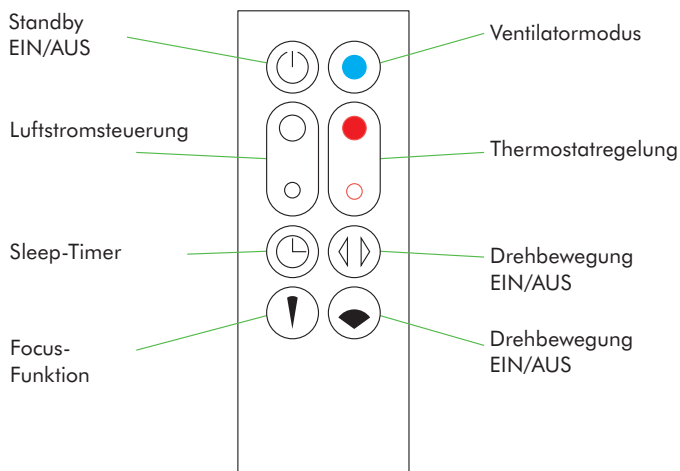 Standby
EIN/AUS
Ventilatormodus
Luftstromsteuerung
Thermostatregelung
Sleep-Timer
Drehbewegung
EIN/AUS
Focus-
Funktion
Drehbewegung
EIN/AUS